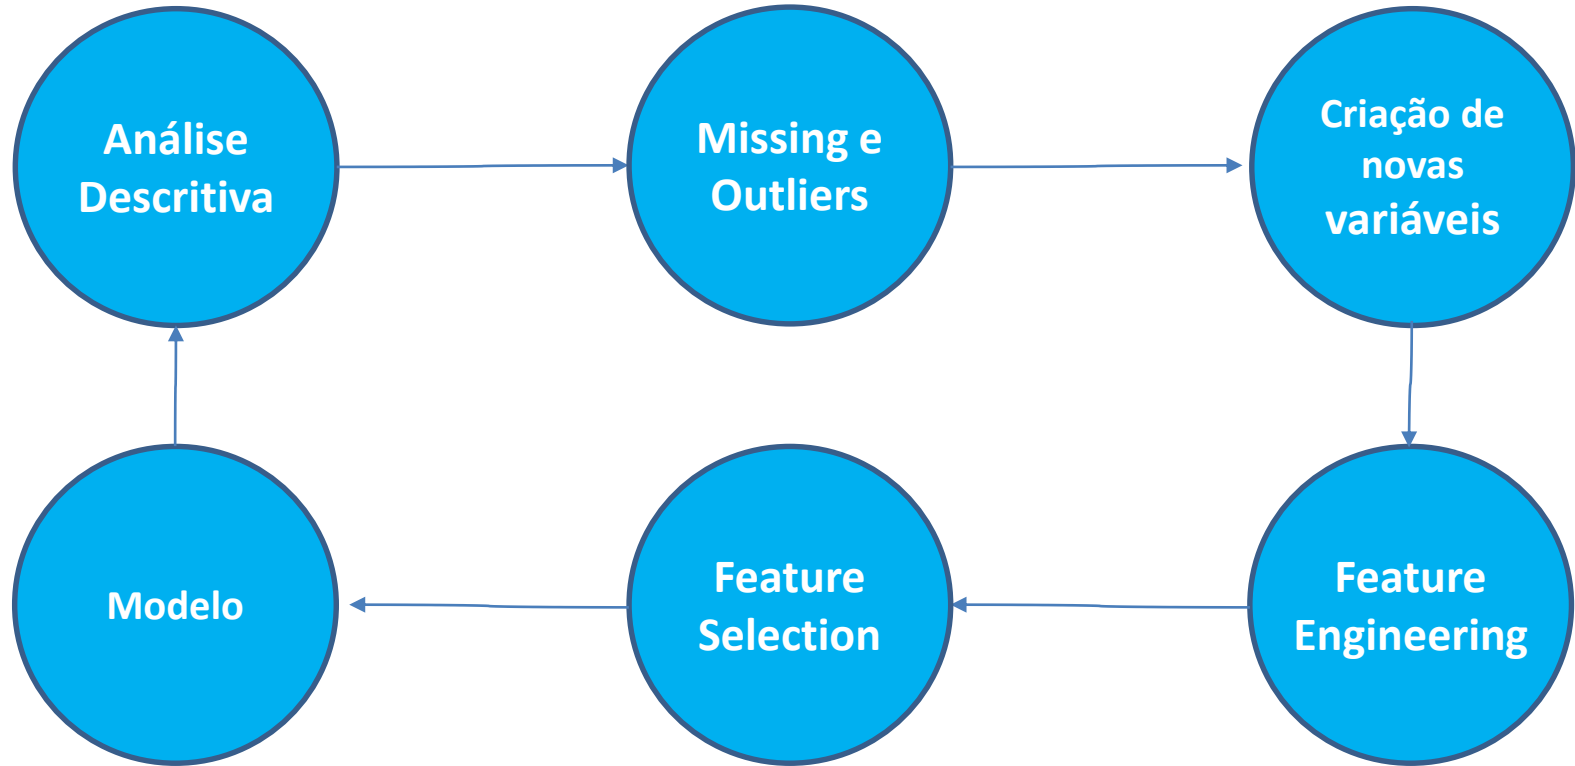 Análise
Descritiva
Missing e
Outliers
Criação de
novas
variáveis
Modelo
Feature
Selection
Feature
Engineering